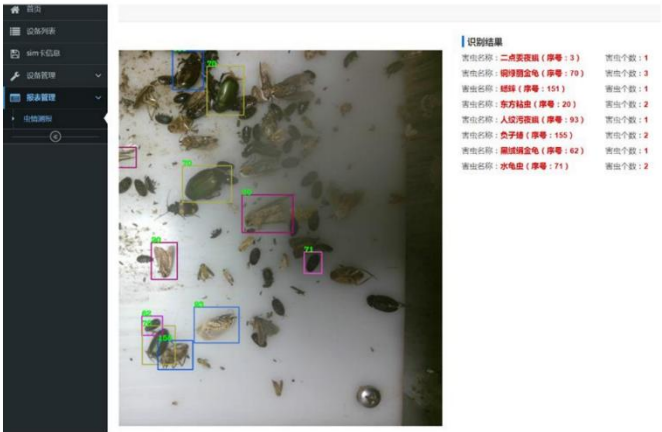 首页
设备列表
sim卡信息
设备管理
报表管理
虫情测报
识别结果
害虫名称：二点委夜蛾（序号：3） 害虫个数：1
害虫名称：铜绿丽金龟（序号：70） 害虫个数：3
害虫名称：蟋蟀（序号：151） 害虫个数：1
害虫名称：东方粘虫（序号：20） 害虫个数：2
害虫名称：人纹污夜蛾（序号：93） 害虫个数：1
害虫名称：负子蝽（序号：155） 害虫个数：2
害虫名称：黑绒绢金龟（序号：62） 害虫个数：1
害虫名称：水龟虫（序号：71） 害虫个数：2
70
70
20
71
93
62